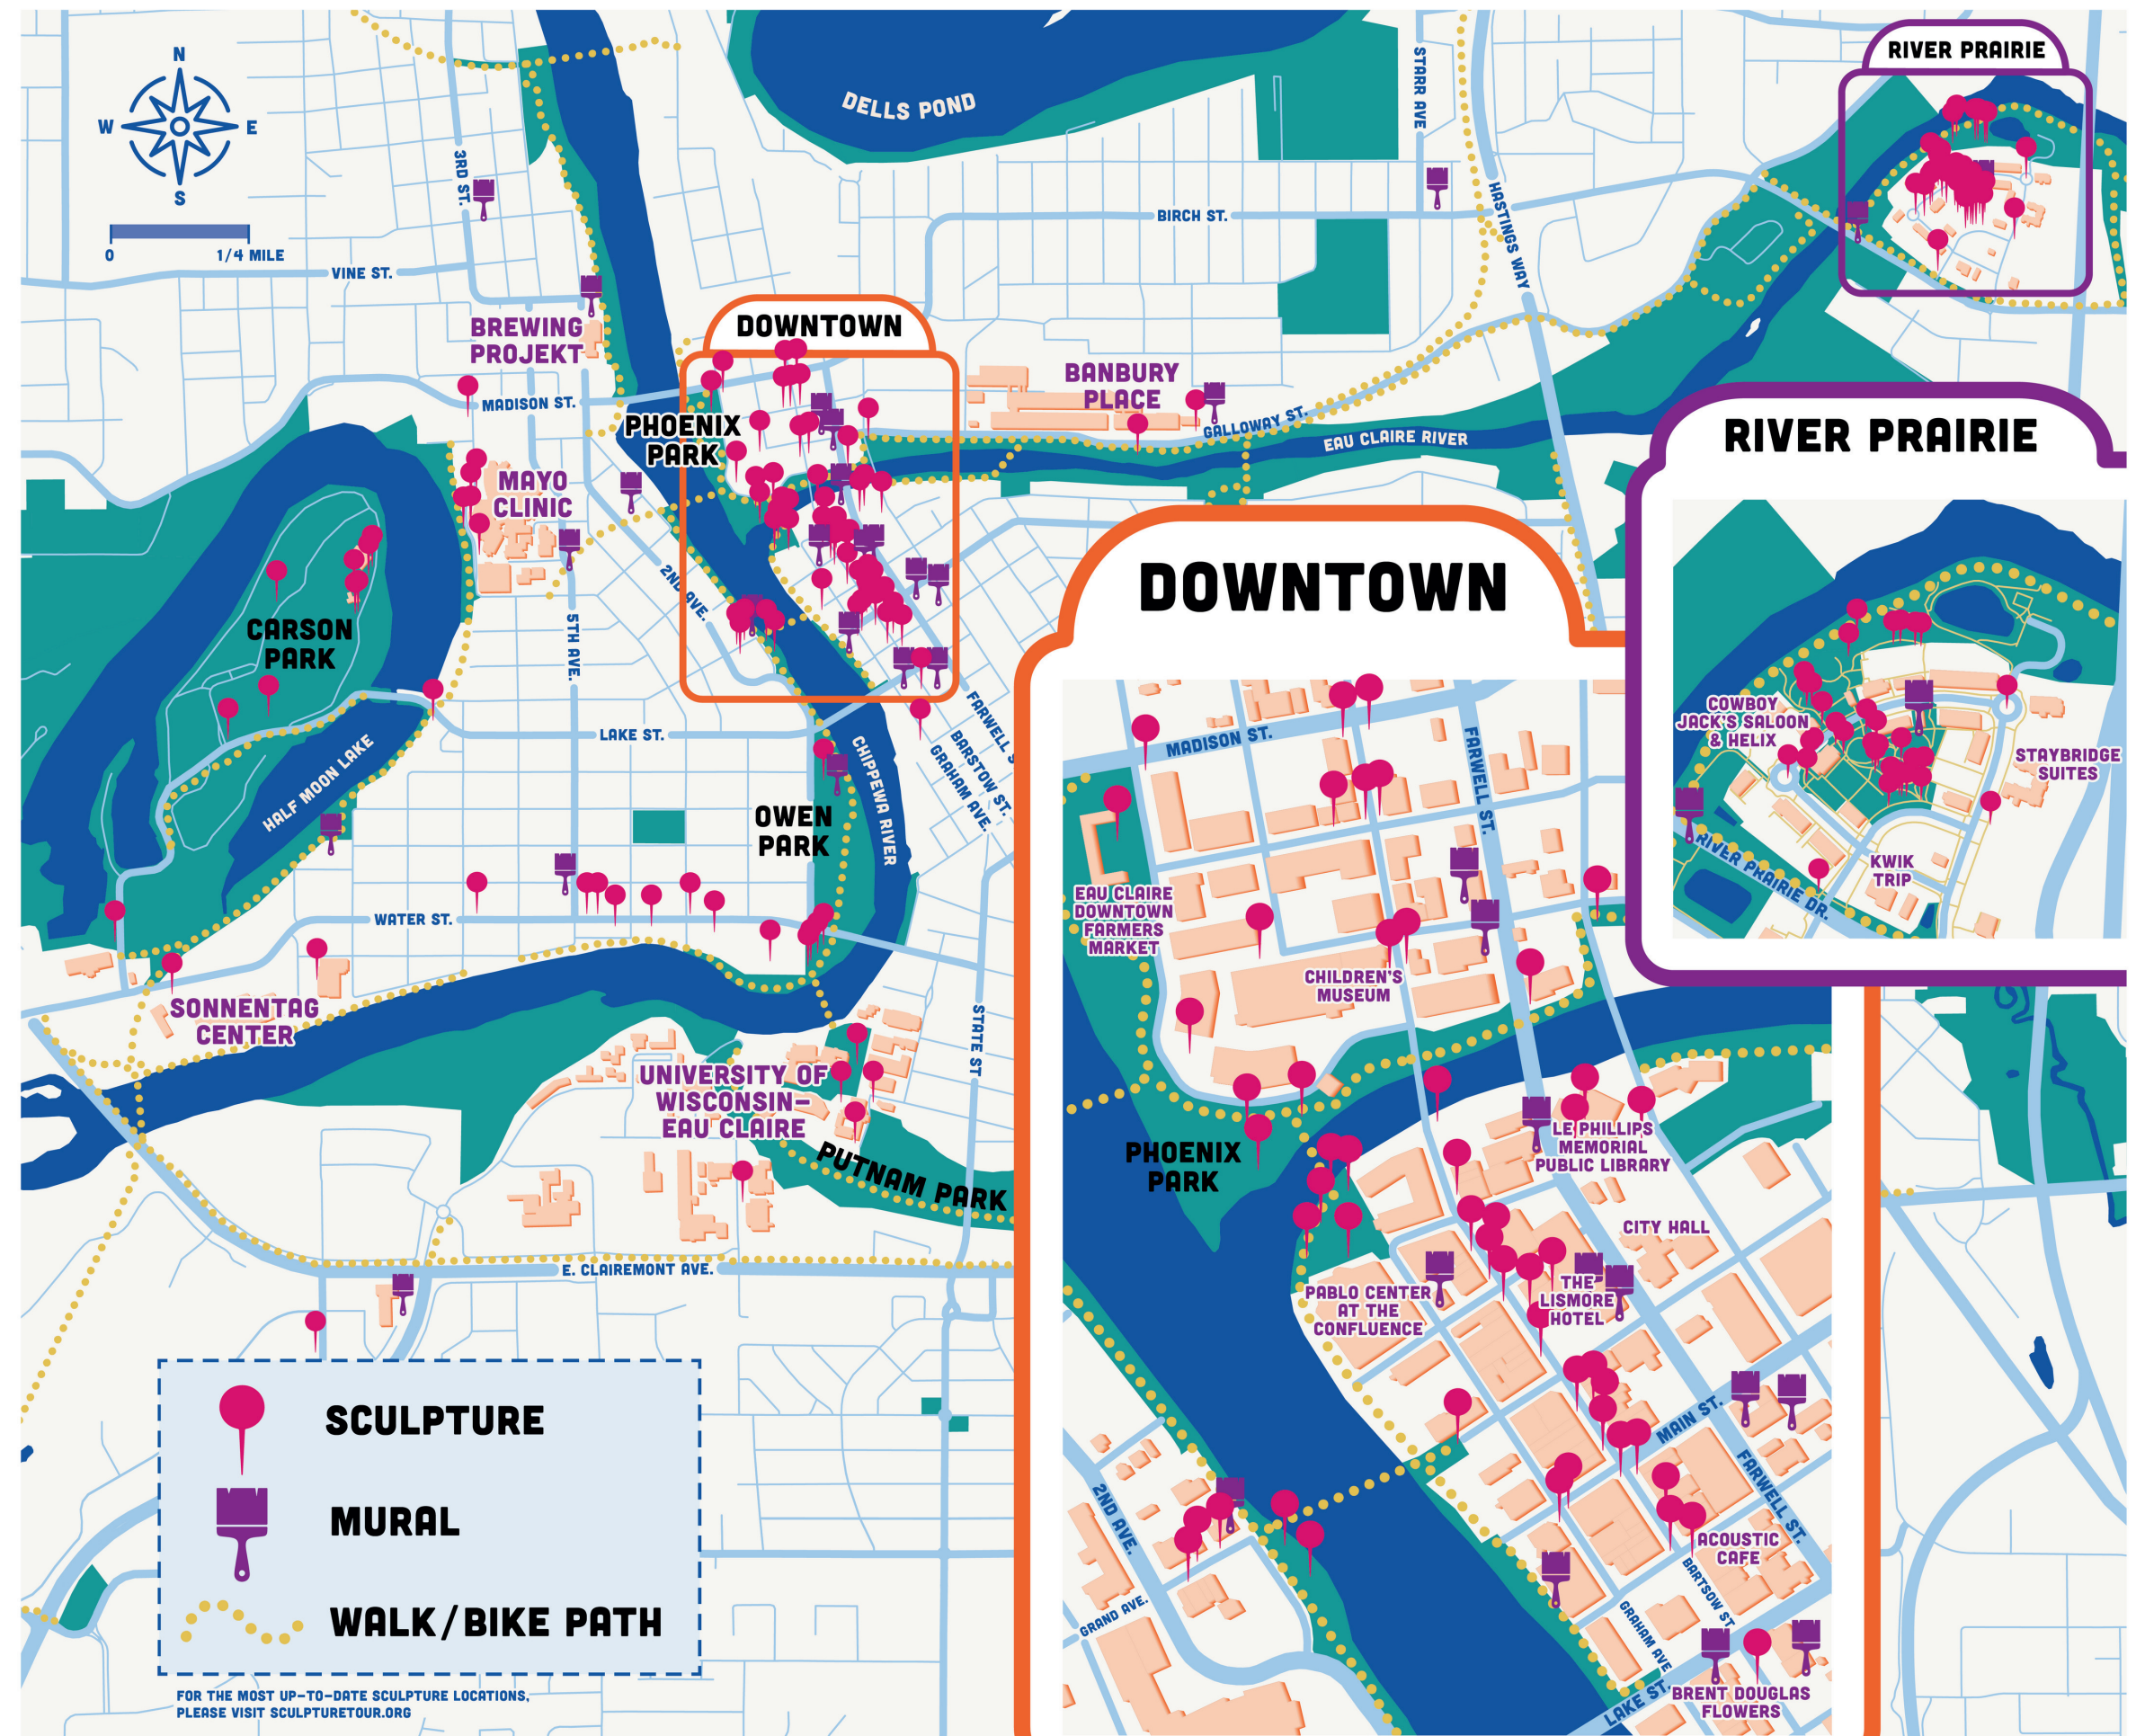 N
W
E
S
0
1/4 MILE
3RD ST.
VINE ST.
BREWING
PROJEKT
MADISON ST.
MAYO
CLINIC
CARSON
PARK
HALF MOON LAKE
5TH AVE.
2ND AVE.
LAKE ST.
OWEN
PARK
CHIPPEWA RIVER
WATER ST.
SONNENTAG
CENTER
UNIVERSITY OF
WISCONSIN–
EAU CLAIRE
PUTNAM PARK
STATE ST
E. CLAIREMONT AVE.
DELLS POND
STARR AVE
BIRCH ST.
HASTINGS WAY
DOWNTOWN
PHOENIX
PARK
BANBURY
PLACE
GALLOWAY ST.
EAU CLAIRE RIVER
FARWELL S
BARSTOW ST.
GRAHAM AVE.
RIVER PRAIRIE
RIVER PRAIRIE
COWBOY
JACK'S SALOON
& HELIX
STAYBRIDGE
SUITES
KWIK
TRIP
RIVER PRAIRIE DR.
DOWNTOWN
MADISON ST.
FARWELL ST.
EAU CLAIRE
DOWNTOWN
FARMERS
MARKET
CHILDREN'S
MUSEUM
PHOENIX
PARK
LE PHILLIPS
MEMORIAL
PUBLIC LIBRARY
CITY HALL
PABLO CENTER
AT THE
CONFLUENCE
THE
LISMORE
HOTEL
MAIN ST.
FARWELL ST.
2ND AVE.
GRAND AVE.
ACOUSTIC
CAFE
BARTSOW ST
GRAHAM AVE
LAKE ST.
BRENT DOUGLAS
FLOWERS
SCULPTURE
MURAL
WALK/BIKE PATH
FOR THE MOST UP-TO-DATE SCULPTURE LOCATIONS,
PLEASE VISIT SCULPTURETOUR.ORG